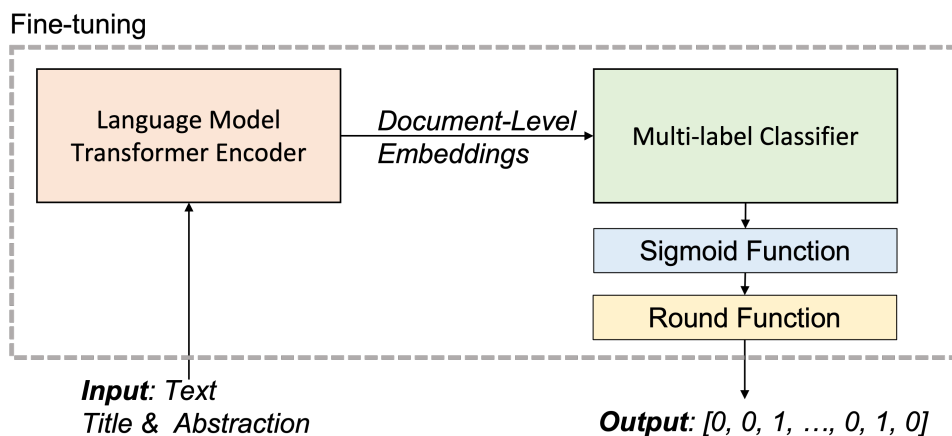 Fine-tuning
Language Model
Transformer Encoder
Document-Level
Embeddings
Multi-label Classifier
Sigmoid Function
Round Function
Input: Text
Title & Abstraction
Output: [0, 0, 1, …, 0, 1, 0]